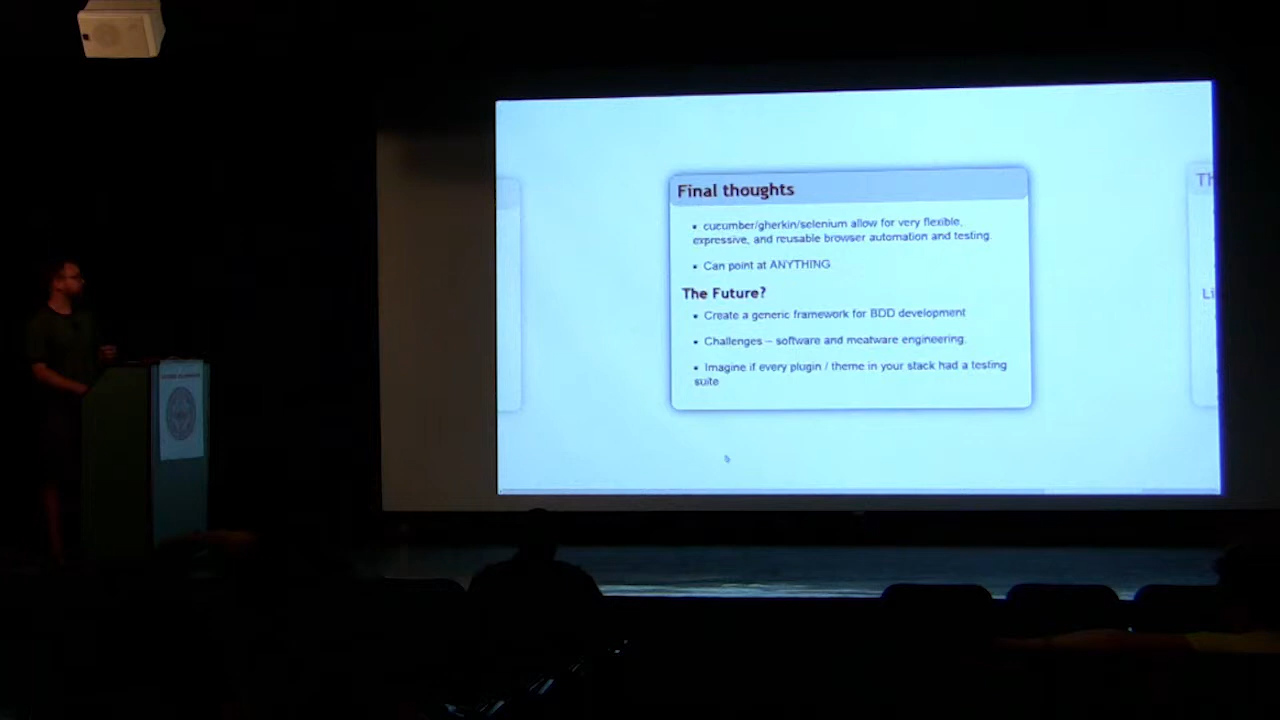 Final thoughts
▪ cucumber/gherkin/selenium allow for very flexible,
expressive, and reusable browser automation and testing.
▪ Can point at ANYTHING
The Future?
▪ Create a generic framework for BDD development
▪ Challenges – software and meatware engineering.
▪ Imagine if every plugin / theme in your stack had a testing
suite
Th
Li